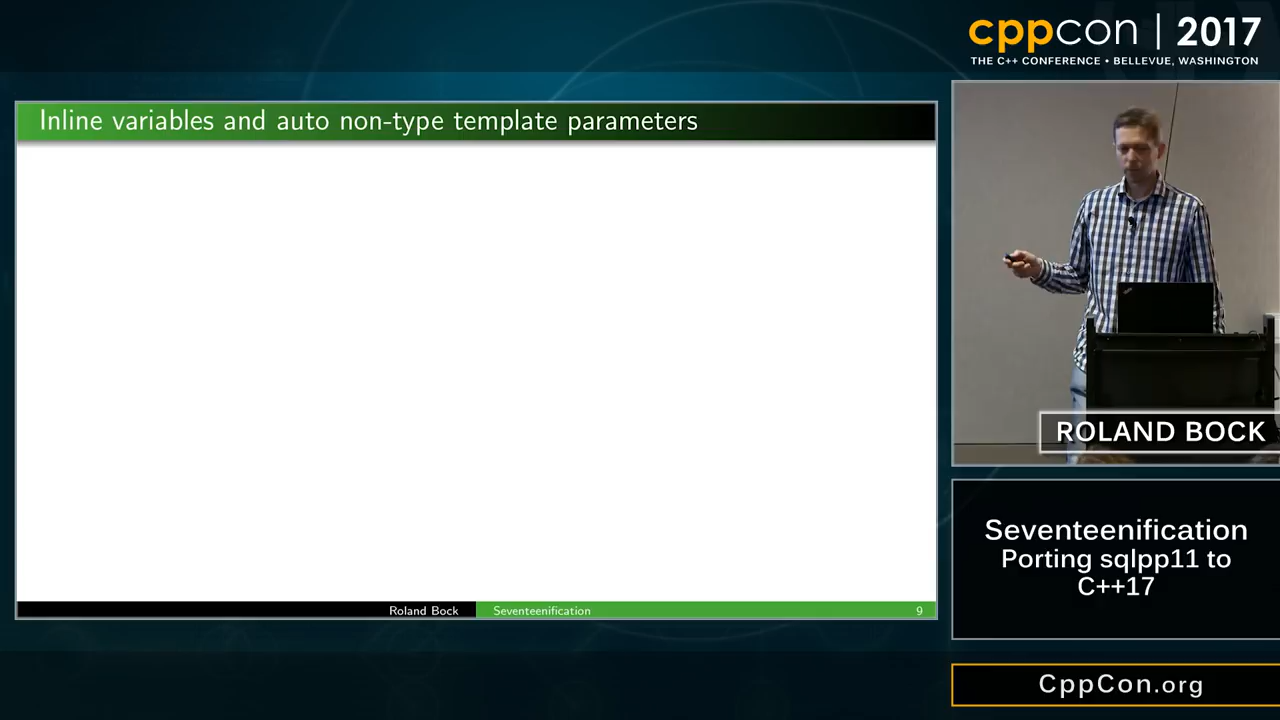 cppcon | 2017
THE C++ CONFERENCE • BELLEVUE, WASHINGTON
Inline variables and auto non-type template parameters
ROLAND BOCK
Seventeenification
Porting sqlpp11 to
C++17
Roland Bock
Seventeenification
9
CppCon.org